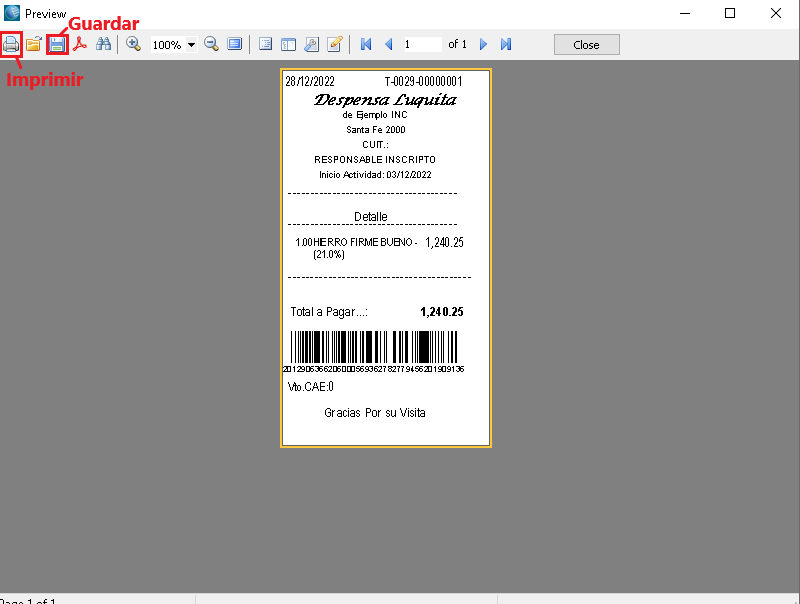 Preview
Guardar
100%
1 of 1
Close
Imprimir
28/12/2022 T-0029-00000001
Despensa Luquita
de Ejemplo INC
Santa Fe 2000
CUIT.:
RESPONSABLE INSCRIPTO
Inicio Actividad: 03/12/2022
Detalle
1.00HIERRO FIRME BUENO - 1,240.25
(21.0%)
Total a Pagar...: 1,240.25
Vto.CAE:0
Gracias Por su Visita
Page 1 of 1